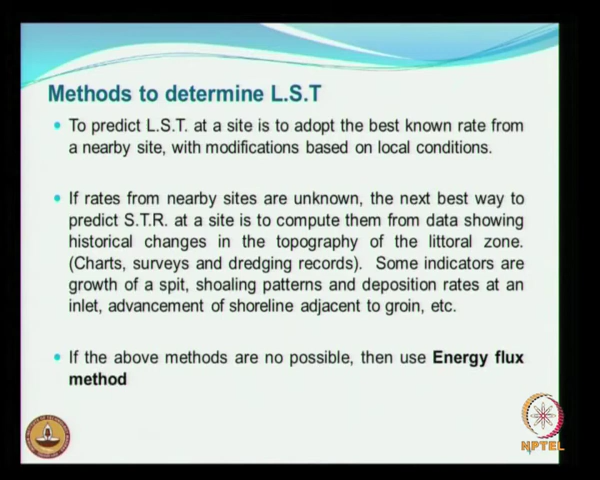 Methods to determine L.S.T
• To predict L.S.T. at a site is to adopt the best known rate from
a nearby site, with modifications based on local conditions.
• If rates from nearby sites are unknown, the next best way to
predict S.T.R. at a site is to compute them from data showing
historical changes in the topography of the littoral zone.
(Charts, surveys and dredging records). Some indicators are
growth of a spit, shoaling patterns and deposition rates at an
inlet, advancement of shoreline adjacent to groin, etc.
• If the above methods are no possible, then use Energy flux
method
NPTEL